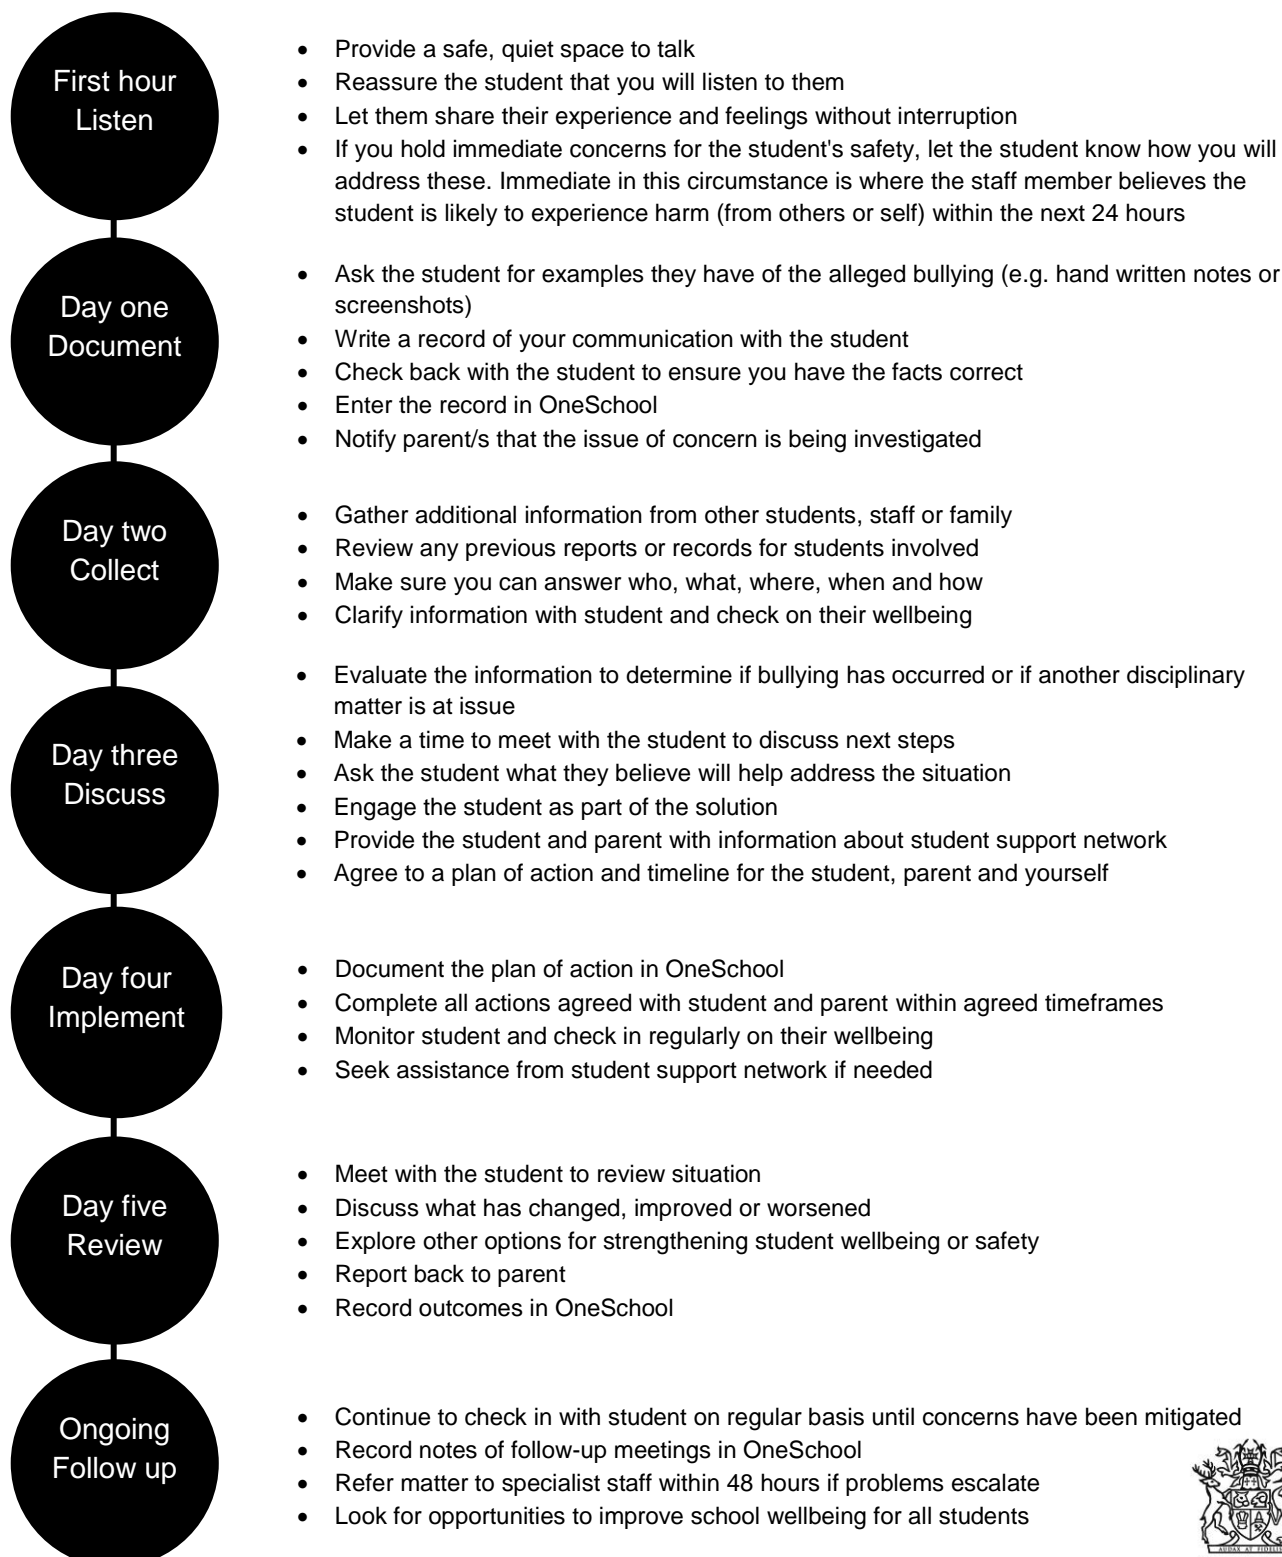 First hour
Listen
• Provide a safe, quiet space to talk
• Reassure the student that you will listen to them
• Let them share their experience and feelings without interruption
• If you hold immediate concerns for the student's safety, let the student know how you will
address these. Immediate in this circumstance is where the staff member believes the
student is likely to experience harm (from others or self) within the next 24 hours
Day one
Document
• Ask the student for examples they have of the alleged bullying (e.g. hand written notes or
screenshots)
• Write a record of your communication with the student
• Check back with the student to ensure you have the facts correct
• Enter the record in OneSchool
• Notify parent/s that the issue of concern is being investigated
Day two
Collect
• Gather additional information from other students, staff or family
• Review any previous reports or records for students involved
• Make sure you can answer who, what, where, when and how
• Clarify information with student and check on their wellbeing
Day three
Discuss
• Evaluate the information to determine if bullying has occurred or if another disciplinary
matter is at issue
• Make a time to meet with the student to discuss next steps
• Ask the student what they believe will help address the situation
• Engage the student as part of the solution
• Provide the student and parent with information about student support network
• Agree to a plan of action and timeline for the student, parent and yourself
Day four
Implement
• Document the plan of action in OneSchool
• Complete all actions agreed with student and parent within agreed timeframes
• Monitor student and check in regularly on their wellbeing
• Seek assistance from student support network if needed
Day five
Review
• Meet with the student to review situation
• Discuss what has changed, improved or worsened
• Explore other options for strengthening student wellbeing or safety
• Report back to parent
• Record outcomes in OneSchool
Ongoing
Follow up
• Continue to check in with student on regular basis until concerns have been mitigated
• Record notes of follow-up meetings in OneSchool
• Refer matter to specialist staff within 48 hours if problems escalate
• Look for opportunities to improve school wellbeing for all students
AUDAX AT